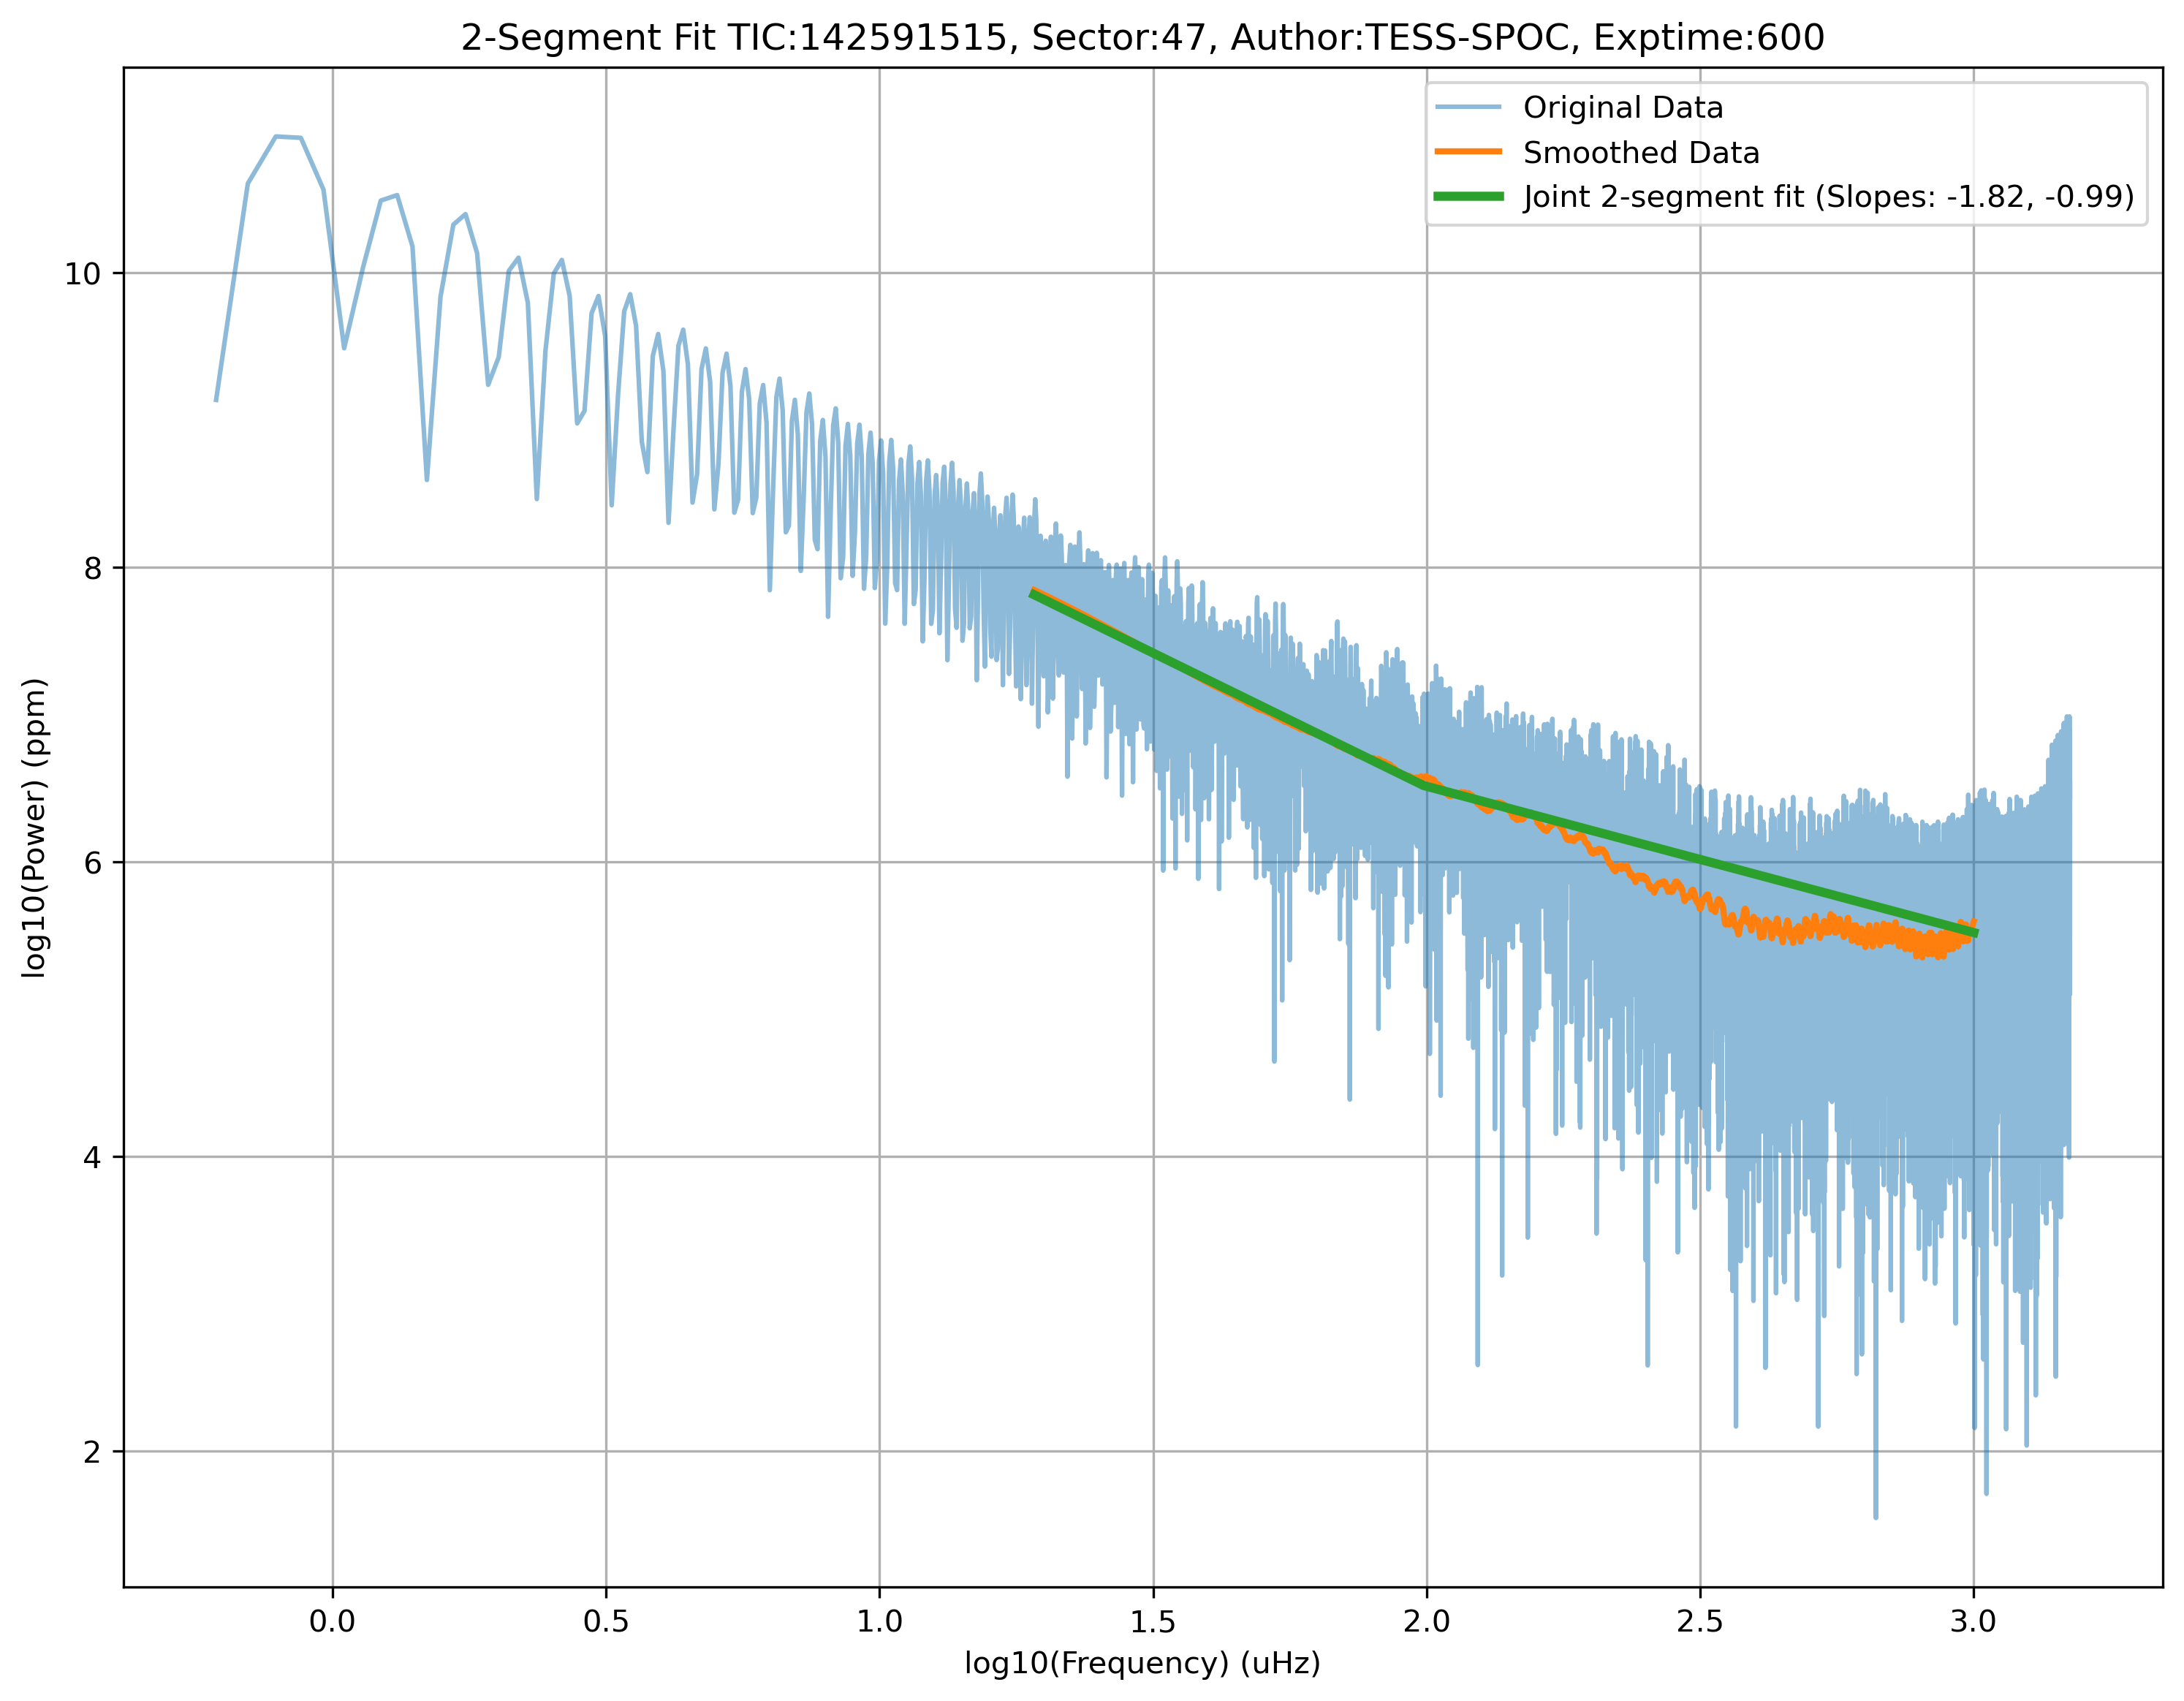 2-Segment Fit TIC:142591515, Sector:47, Author:TESS-SPOC, Exptime:600
Original Data
Smoothed Data
Joint 2-segment fit (Slopes: -1.82, -0.99)
log10(Power) (ppm)
10
8
6
4
2
0.0 0.5 1.0 1.5 2.0 2.5 3.0
log10(Frequency) (uHz)